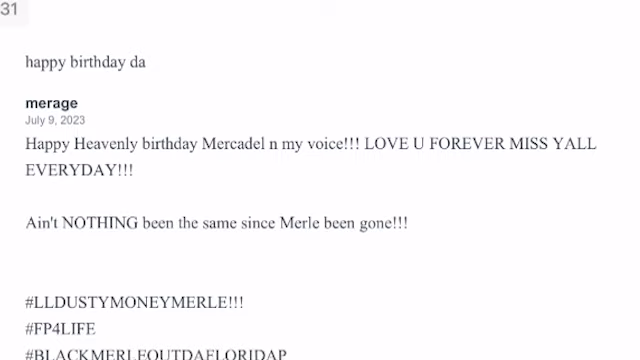 31
happy birthday da
merage
July 9, 2023
Happy Heavenly birthday Mercadel n my voice!!! LOVE U FOREVER MISS YALL
EVERYDAY!!!
Ain't NOTHING been the same since Merle been gone!!!
#LLDUSTYMONEYMERLE!!!
#FP4LIFE
#BLACKMERLEOUTDAFLORIDAP